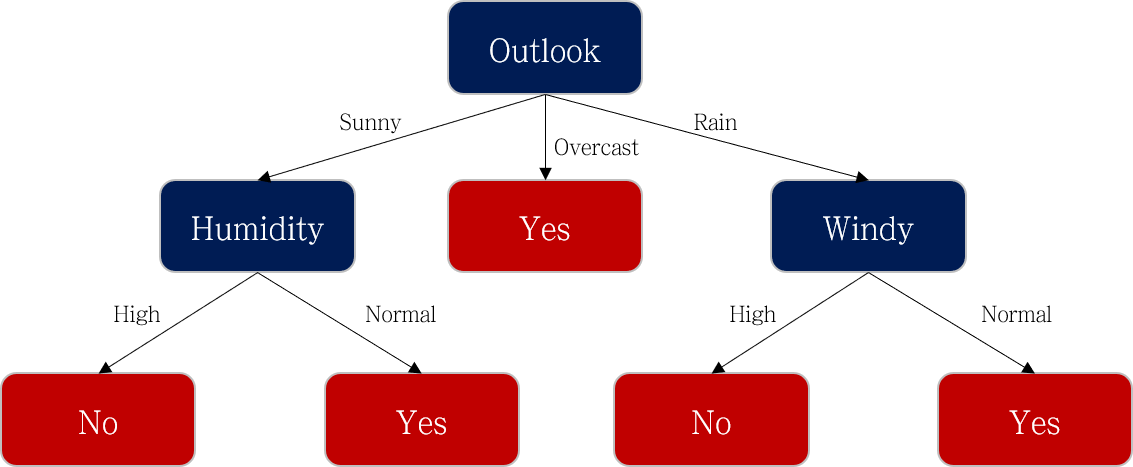 Outlook
Sunny
Overcast
Rain
Humidity
Yes
Windy
High
Normal
High
Normal
No
Yes
No
Yes